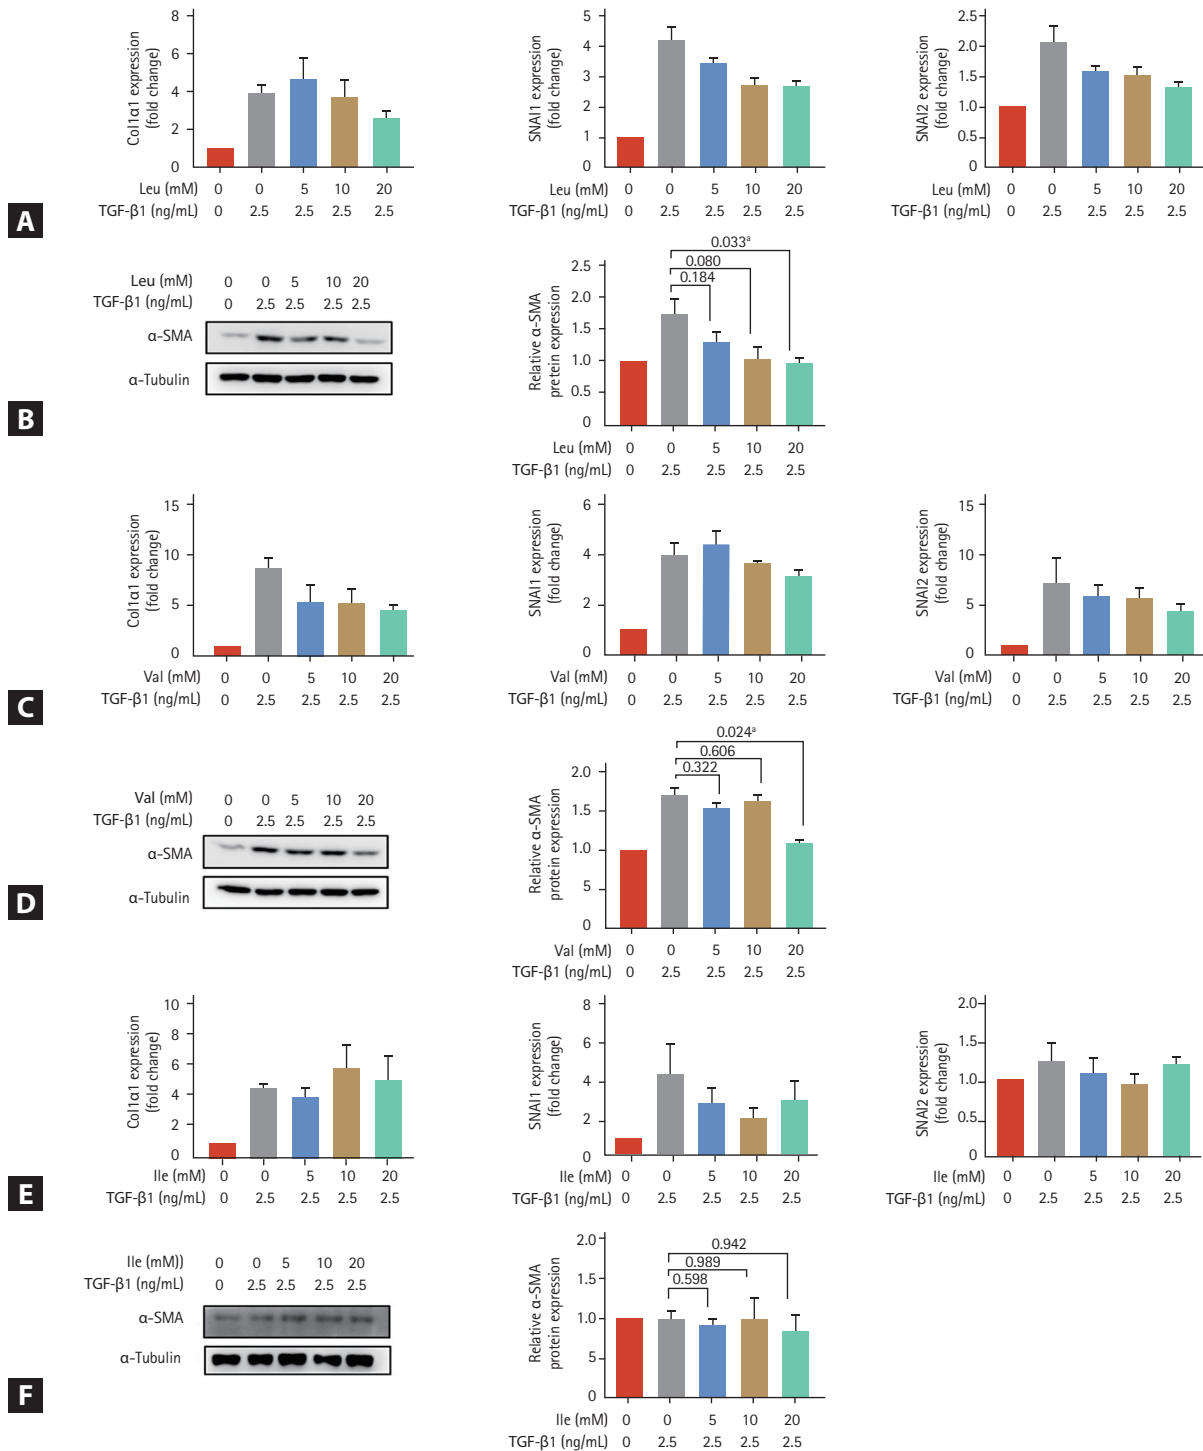 Col1α1 expression
(fold change)
8
6
4
2
0
Leu (mM) 0 0 5 10 20
TGF-β1 (ng/mL) 0 2.5 2.5 2.5 2.5
SNAI1 expression
(fold change)
5
4
3
2
1
0
Leu (mM) 0 0 5 10 20
TGF-β1 (ng/mL) 0 2.5 2.5 2.5 2.5
SNAI2 expression
(fold change)
2.5
2.0
1.5
1.0
0.5
0
Leu (mM) 0 0 5 10 20
TGF-β1 (ng/mL) 0 2.5 2.5 2.5 2.5
A
Leu (mM) 0 0 5 10 20
TGF-β1 (ng/mL) 0 2.5 2.5 2.5 2.5
α-SMA
α-Tubulin
Relative α-SMA
pretein expression
2.5
2.0
1.5
1.0
0.5
0
0.033ᵃ
0.080
0.184
Leu (mM) 0 0 5 10 20
TGF-β1 (ng/mL) 0 2.5 2.5 2.5 2.5
B
Col1α1 expression
(fold change)
15
10
5
0
Val (mM) 0 0 5 10 20
TGF-β1 (ng/mL) 0 2.5 2.5 2.5 2.5
SNAI1 expression
(fold change)
6
4
2
0
Val (mM) 0 0 5 10 20
TGF-β1 (ng/mL) 0 2.5 2.5 2.5 2.5
SNAI2 expression
(fold change)
15
10
5
0
Val (mM) 0 0 5 10 20
TGF-β1 (ng/mL) 0 2.5 2.5 2.5 2.5
C
Val (mM) 0 0 5 10 20
TGF-β1 (ng/mL) 0 2.5 2.5 2.5 2.5
α-SMA
α-Tubulin
Relative α-SMA
protein expression
2.0
1.5
1.0
5
0
0.024ᵃ
0.606
0.322
Val (mM) 0 0 5 10 20
TGF-β1 (ng/mL) 0 2.5 2.5 2.5 2.5
D
Col1α1 expression
(fold change)
10
8
6
4
2
0
Ile (mM) 0 0 5 10 20
TGF-β1 (ng/mL) 0 2.5 2.5 2.5 2.5
SNAI1 expression
(fold change)
8
6
4
2
0
Ile (mM) 0 0 5 10 20
TGF-β1 (ng/mL) 0 2.5 2.5 2.5 2.5
SNAI2 expression
(fold change)
2.0
1.5
1.0
0.5
0
Ile (mM) 0 0 5 10 20
TGF-β1 (ng/mL) 0 2.5 2.5 2.5 2.5
E
Ile (mM)) 0 0 5 10 20
TGF-β1 (ng/mL) 0 2.5 2.5 2.5 2.5
α-SMA
α-Tubulin
Relative α-SMA
protein expression
2.0
1.5
1.0
5
0
0.942
0.989
0.598
Ile (mM) 0 0 5 10 20
TGF-β1 (ng/mL) 0 2.5 2.5 2.5 2.5
F